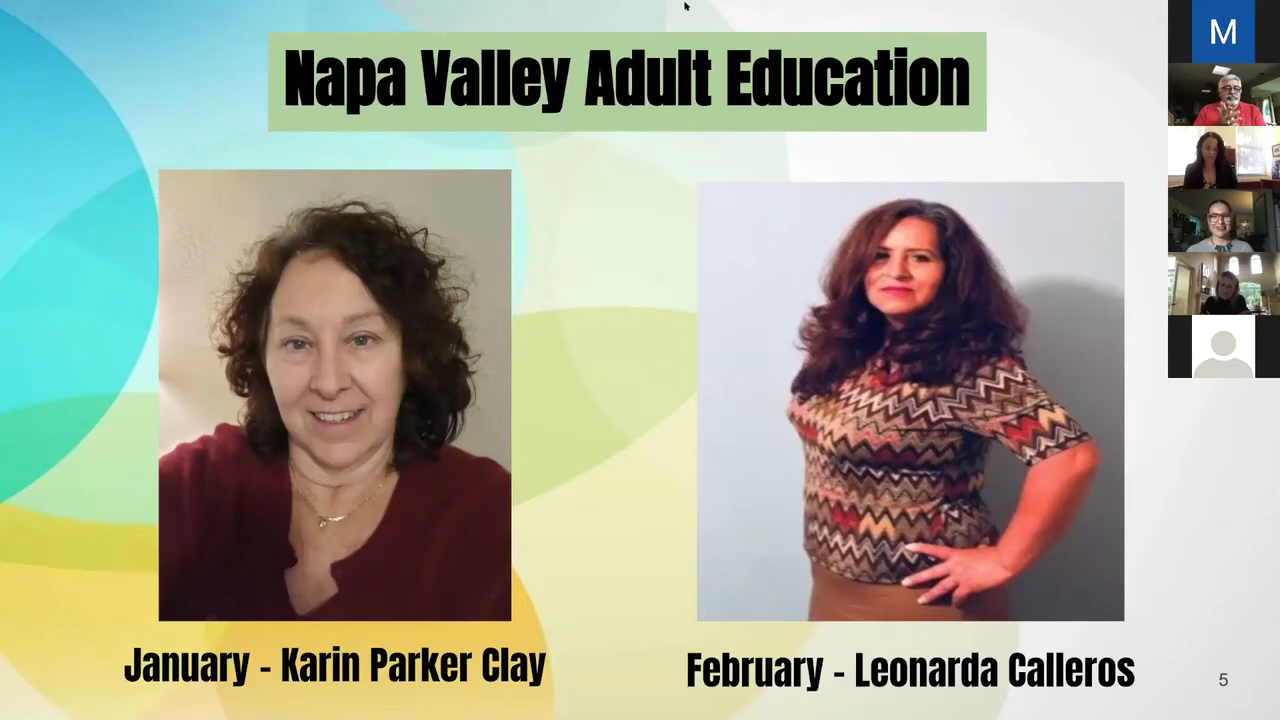 Napa Valley Adult Education
M
January - Karin Parker Clay
February - Leonarda Calleros
5